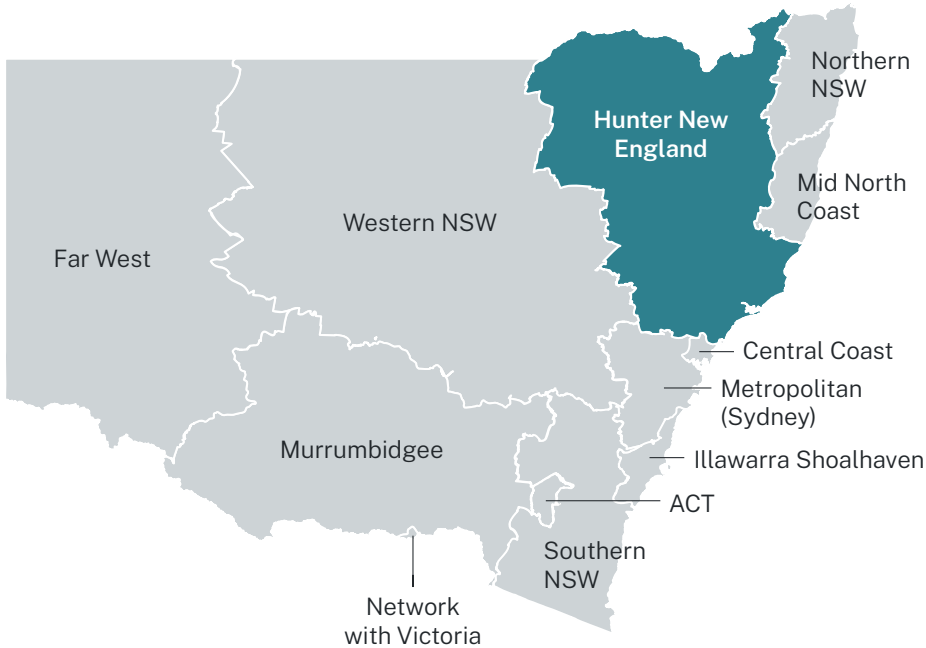 Northern
NSW
Hunter New
England
Mid North
Coast
Western NSW
Far West
Central Coast
Metropolitan
(Sydney)
Murrumbidgee
Illawarra Shoalhaven
ACT
Southern
NSW
Network
with Victoria